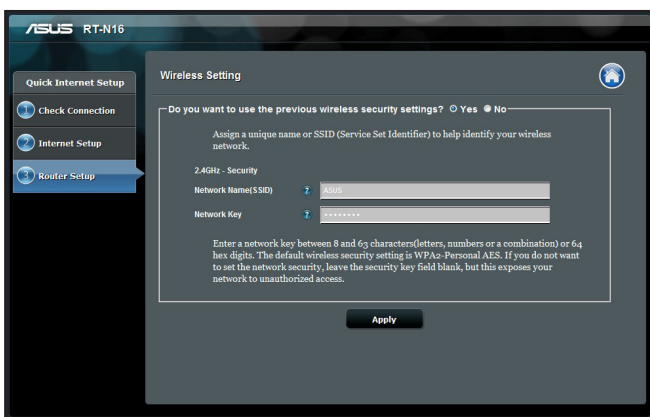 ASUS RT-N16
Quick Internet Setup
1 Check Connection
2 Internet Setup
3 Router Setup
Wireless Setting
Do you want to use the previous wireless security settings? Yes No
Assign a unique name or SSID (Service Set Identifier) to help identify your wireless
network.
2.4GHz - Security
Network Name(SSID) ? ASUS
Network Key ? ••••••••
Enter a network key between 8 and 63 characters(letters, numbers or a combination) or 64
hex digits. The default wireless security setting is WPA2-Personal AES. If you do not want
to set the network security, leave the security key field blank, but this exposes your
network to unauthorized access.
Apply